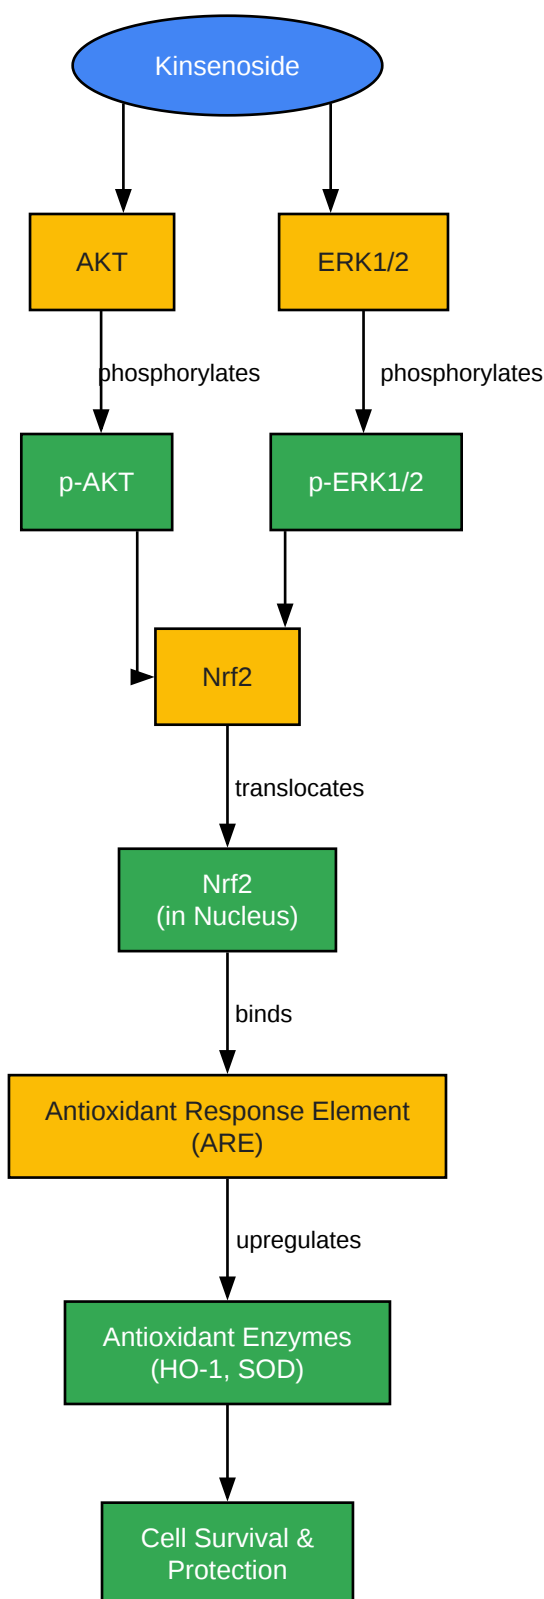 Kinsenoside
AKT
ERK1/2
phosphorylates
phosphorylates
p-AKT
p-ERK1/2
Nrf2
translocates
Nrf2
(in Nucleus)
binds
Antioxidant Response Element
(ARE)
upregulates
Antioxidant Enzymes
(HO-1, SOD)
Cell Survival &
Protection